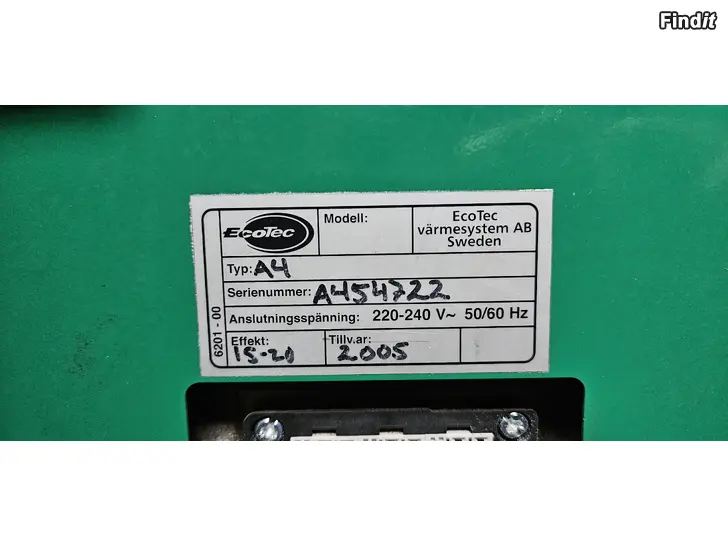 Findit
EcoTec
Modell:
EcoTec
värmesystem AB
Sweden
Typ: A4
Serienummer: A454722
Anslutningsspänning: 220-240 V~ 50/60 Hz
Effekt: 15-20
Tillv.ar: 2005
6201 - 00